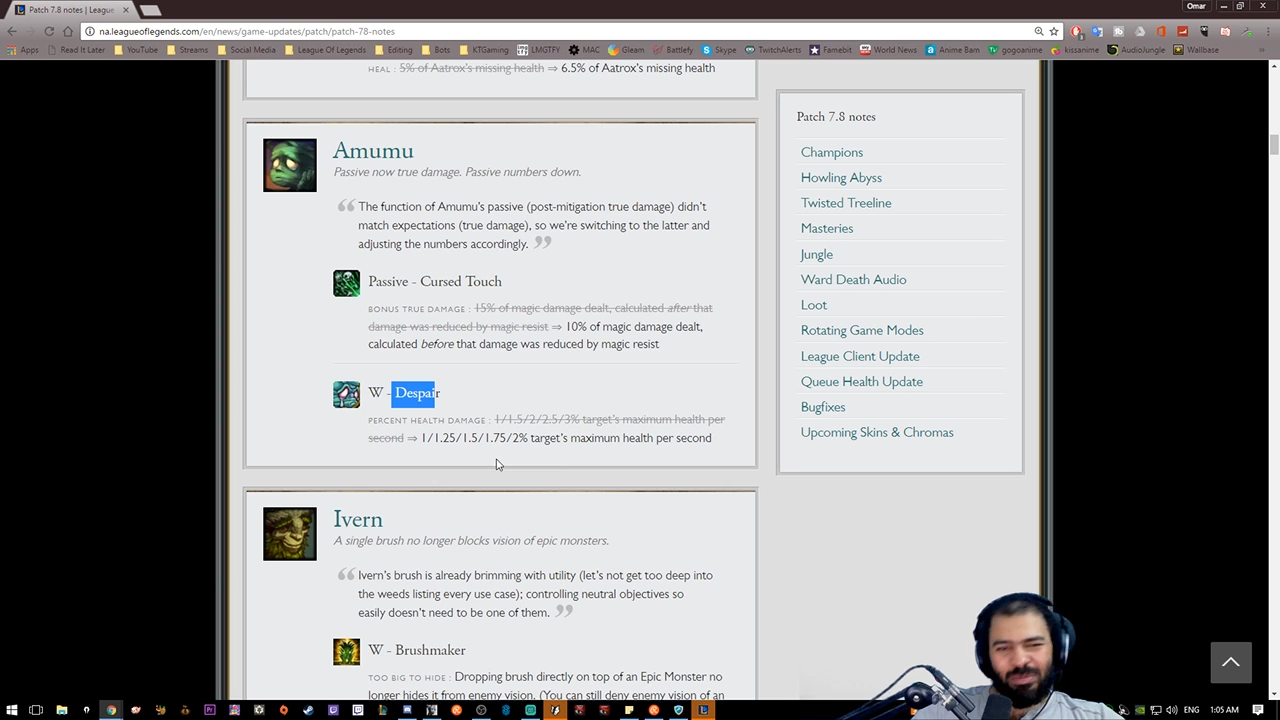 Patch 7.8 notes | League
Omar
na.leagueoflegends.com/en/news/game-updates/patch/patch-78-notes
Apps Read It Later YouTube Streams Social Media League Of Legends Editing Bots KTGaming LMGTFY MAC Gleam Battlefy Skype TwitchAlerts Famebit World News Anime Bam gogoanime kissanime AudioJungle Wallbase
HEAL : 5% of Aatrox's missing health ⇒ 6.5% of Aatrox's missing health
Amumu
Passive now true damage. Passive numbers down.
“ The function of Amumu's passive (post-mitigation true damage) didn't
match expectations (true damage), so we're switching to the latter and
adjusting the numbers accordingly. ”
Passive - Cursed Touch
BONUS TRUE DAMAGE : 15% of magic damage dealt, calculated after that
damage was reduced by magic resist ⇒ 10% of magic damage dealt,
calculated before that damage was reduced by magic resist
W - Despair
PERCENT HEALTH DAMAGE : 1/1.5/2/2.5/3% target's maximum health per
second ⇒ 1/1.25/1.5/1.75/2% target's maximum health per second
Ivern
A single brush no longer blocks vision of epic monsters.
“ Ivern's brush is already brimming with utility (let's not get too deep into
the weeds listing every use case); controlling neutral objectives so
easily doesn't need to be one of them. ”
W - Brushmaker
TOO BIG TO HIDE : Dropping brush directly on top of an Epic Monster no
longer hides it from enemy vision. (You can still deny enemy vision of an
Patch 7.8 notes
Champions
Howling Abyss
Twisted Treeline
Masteries
Jungle
Ward Death Audio
Loot
Rotating Game Modes
League Client Update
Queue Health Update
Bugfixes
Upcoming Skins & Chromas
ENG 1:05 AM